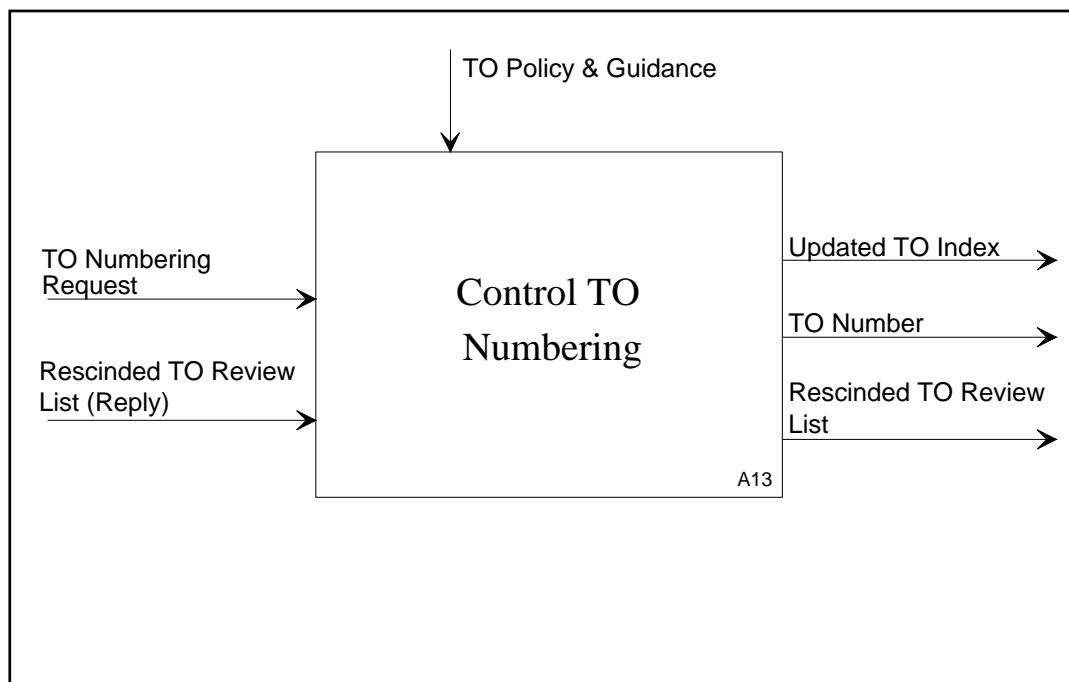 TO Policy & Guidance
TO Numbering
Request
Rescinded TO Review
List (Reply)
Control TO
Numbering
Updated TO Index
TO Number
Rescinded TO Review
List
A13